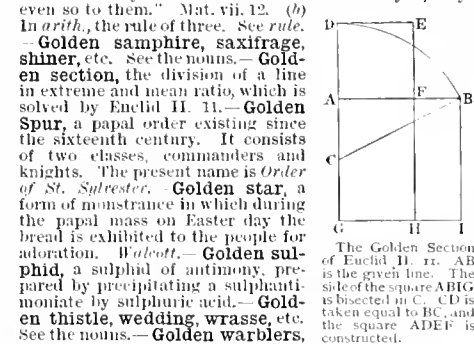 even so to them." Mat. vii. 12. (b)
In arith., the rule of three. See rule.
— Golden samphire, saxifrage,
shiner, etc. See the nouns. — Gold-
en section, the division of a line
in extreme and mean ratio, which is
solved by Euclid II. 11. — Golden
Spur, a papal order existing since
the sixteenth century. It consists
of two classes, commanders and
knights. The present name is Order
of St. Sylvester. — Golden star, a
form of monstrance in which during
the papal mass on Easter day the
bread is exhibited to the people for
adoration. Walcott. — Golden sul-
phid, a sulphid of antimony, pre-
pared by precipitating a sulphanti-
moniate by sulphuric acid. — Gold-
en thistle, wedding, wrasse, etc.
See the nouns. — Golden warblers,
D E
A F B
C
G H I
The Golden Section
of Euclid II. 11. AB
is the given line. The
side of the square ABIG
is bisected in C. CD is
taken equal to BC, and
the square ADEF is
constructed.